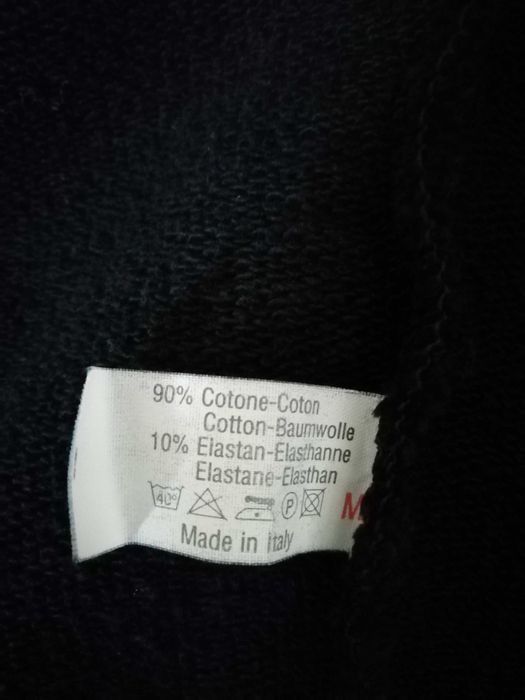 90% Cotone-Coton
Cotton-Baumwolle
10% Elastan-Elasthanne
Elastane-Elasthan
40° P M
Made in Italy